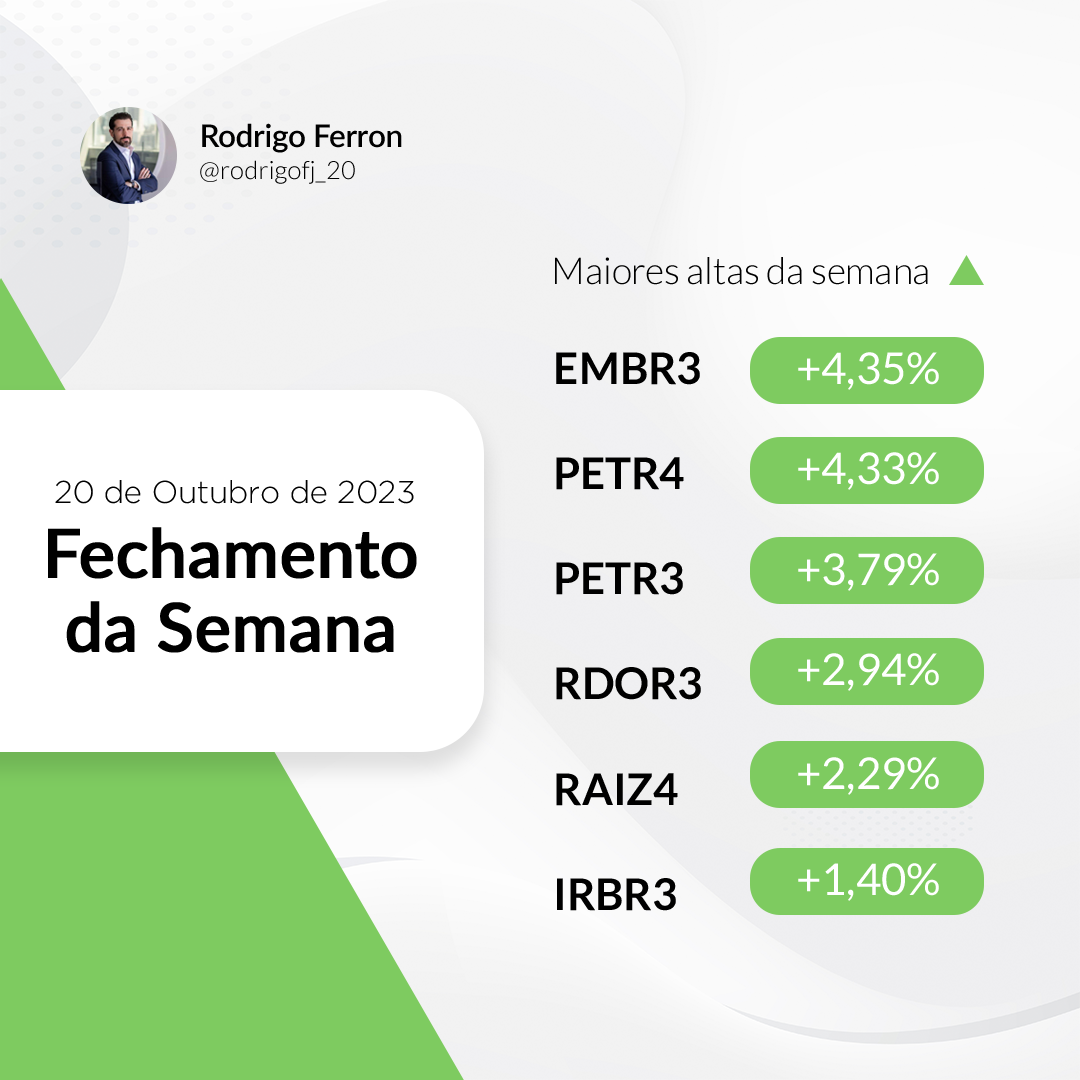 Rodrigo Ferron
@rodrigofj_20
Maiores altas da semana
EMBR3 +4,35%
PETR4 +4,33%
PETR3 +3,79%
RDOR3 +2,94%
RAIZ4 +2,29%
IRBR3 +1,40%
20 de Outubro de 2023
Fechamento
da Semana